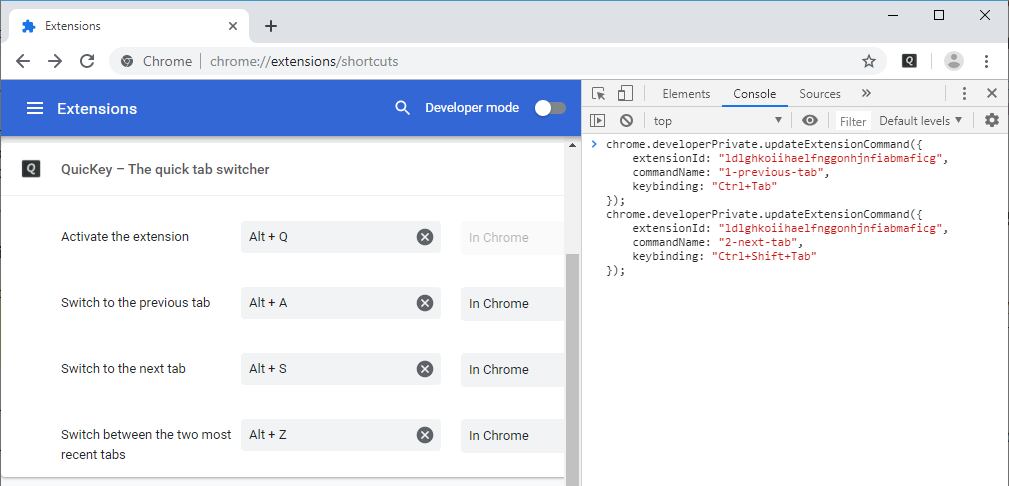 Extensions
Chrome | chrome://extensions/shortcuts
Q
Extensions
Developer mode
Q QuicKey – The quick tab switcher
Activate the extension Alt + Q In Chrome
Switch to the previous tab Alt + A In Chrome
Switch to the next tab Alt + S In Chrome
Switch between the two most Alt + Z In Chrome
recent tabs
Elements Console Sources »
top Filter Default levels
chrome.developerPrivate.updateExtensionCommand({
extensionId: "ldlghkoiihaelfnggonhjnfiabmaficg",
commandName: "1-previous-tab",
keybinding: "Ctrl+Tab"
});
chrome.developerPrivate.updateExtensionCommand({
extensionId: "ldlghkoiihaelfnggonhjnfiabmaficg",
commandName: "2-next-tab",
keybinding: "Ctrl+Shift+Tab"
});